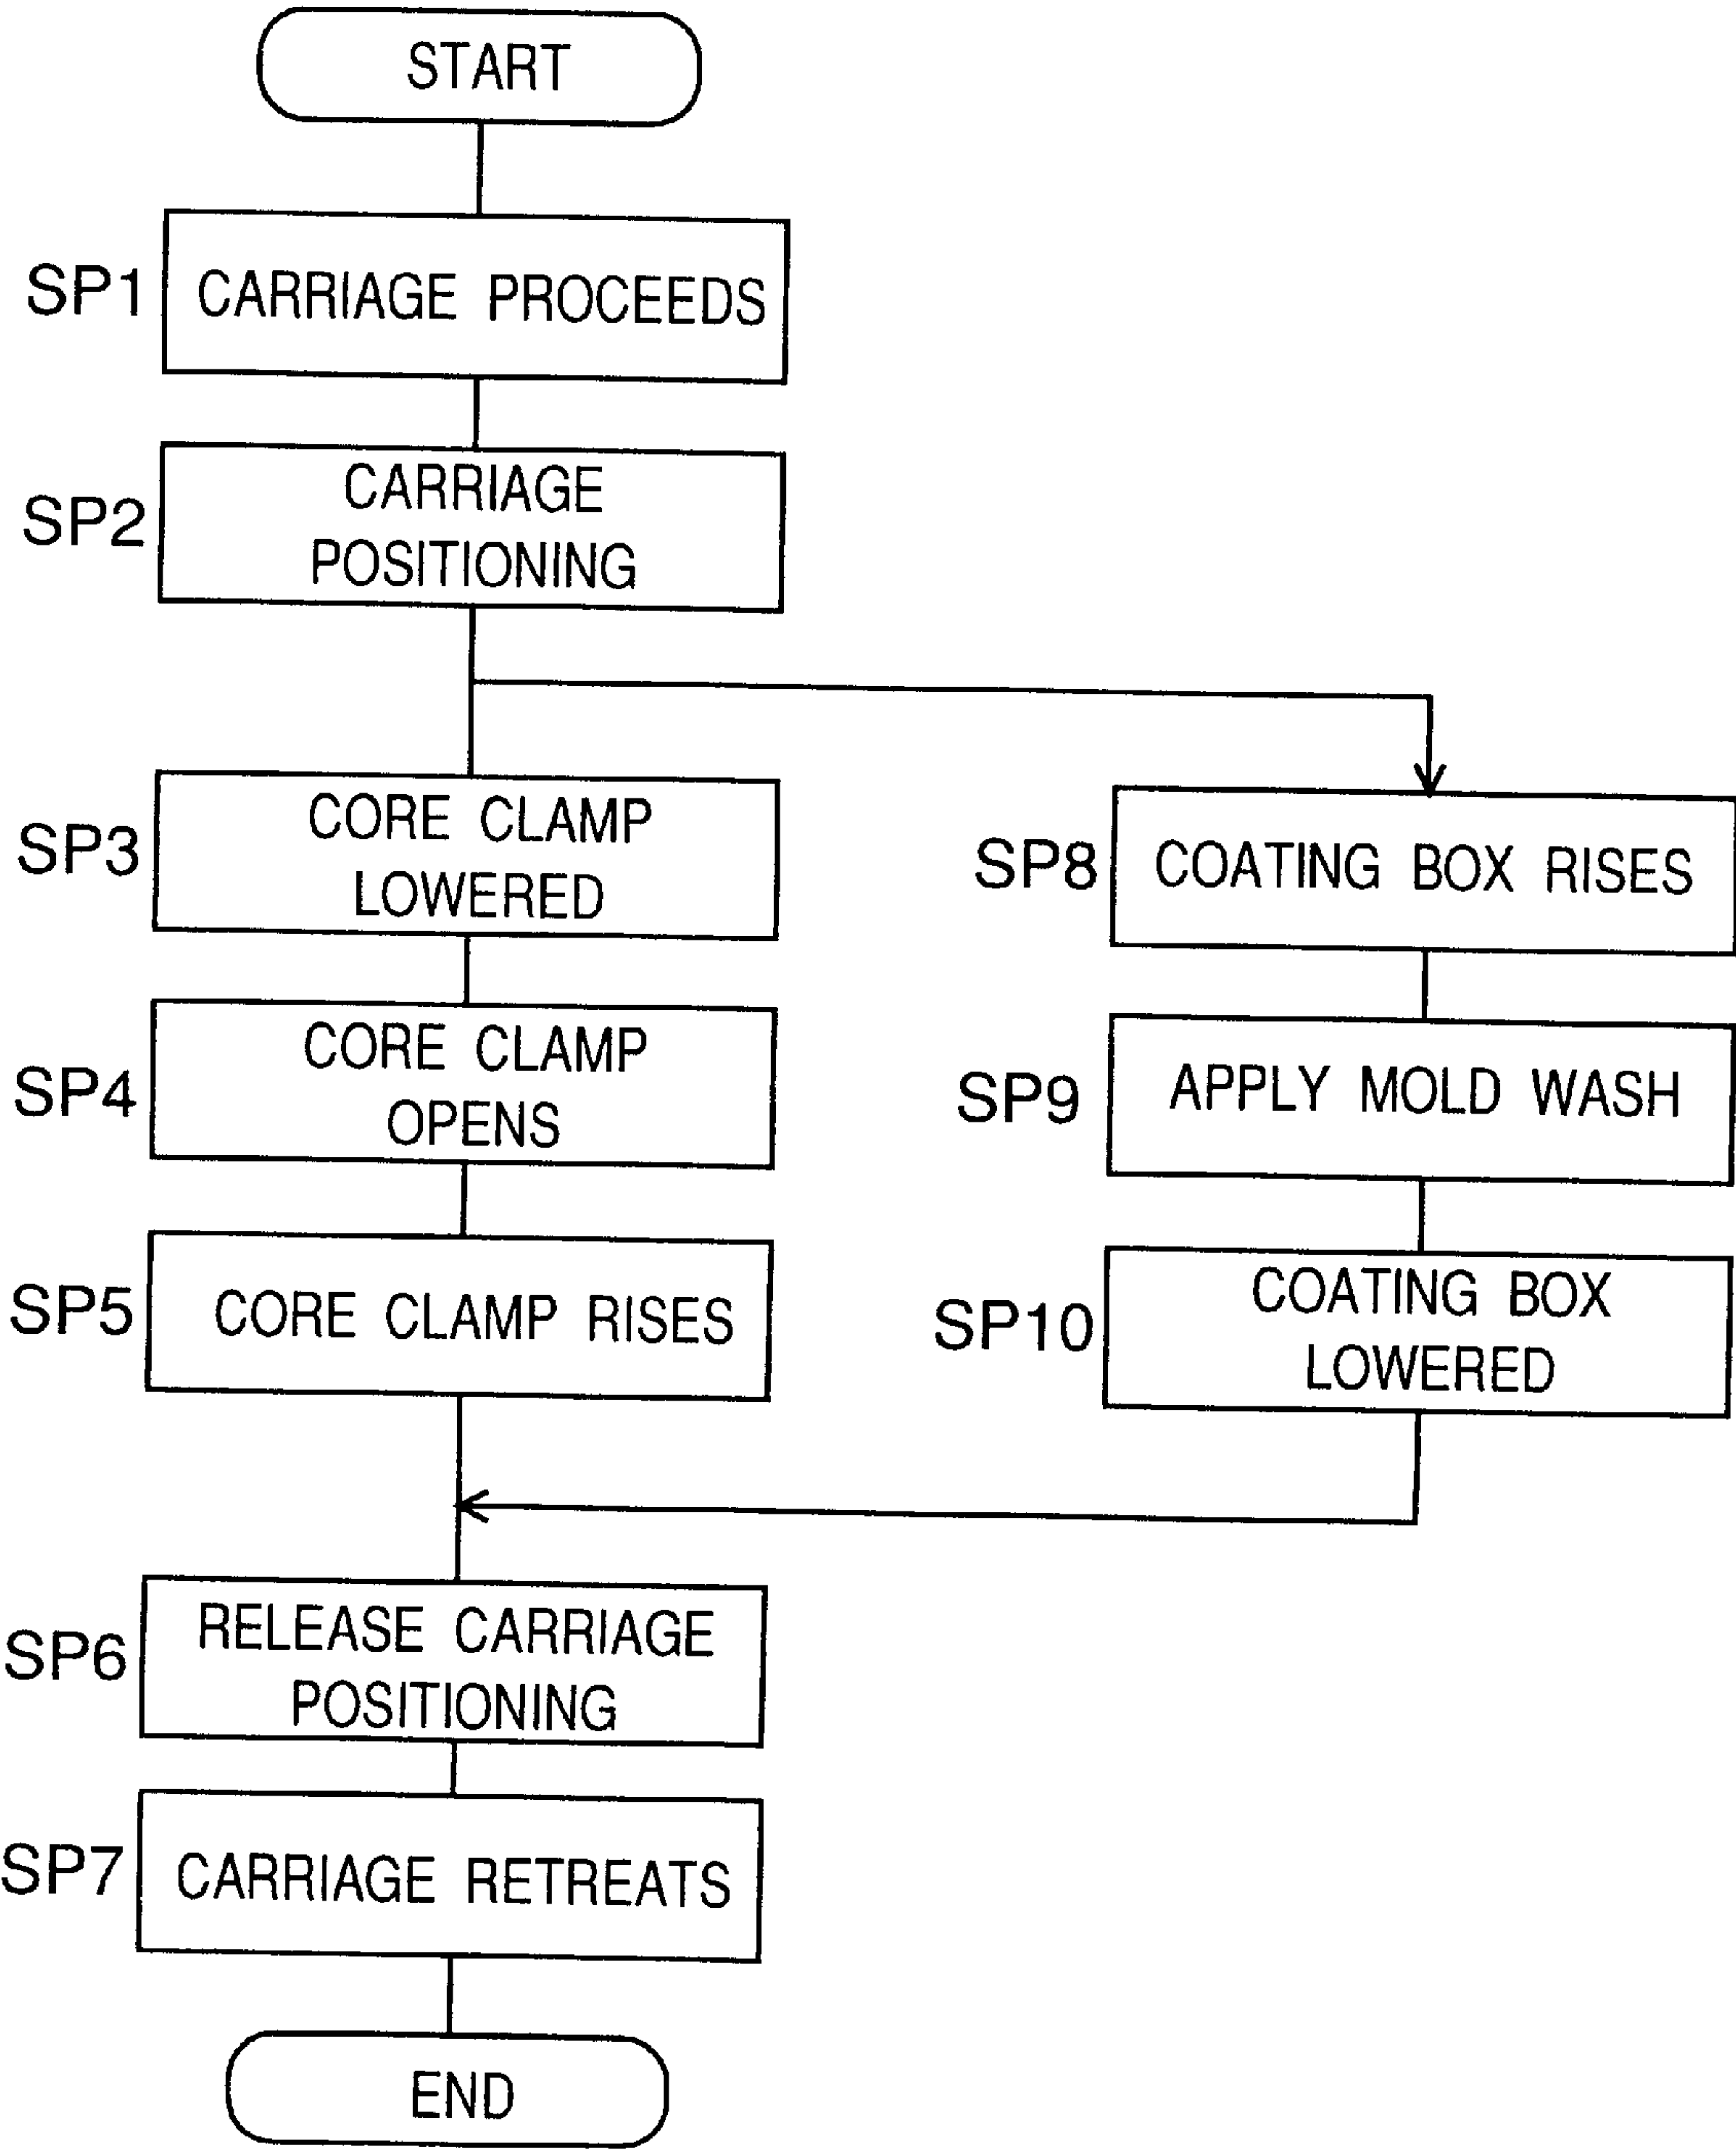 START
SP1
CARRIAGE PROCEEDS
SP2
CARRIAGE
POSITIONING
SP3
CORE CLAMP
LOWERED
SP4
CORE CLAMP
OPENS
SP5
CORE CLAMP RISES
SP8
COATING BOX RISES
SP9
APPLY MOLD WASH
SP10
COATING BOX
LOWERED
SP6
RELEASE CARRIAGE
POSITIONING
SP7
CARRIAGE RETREATS
END